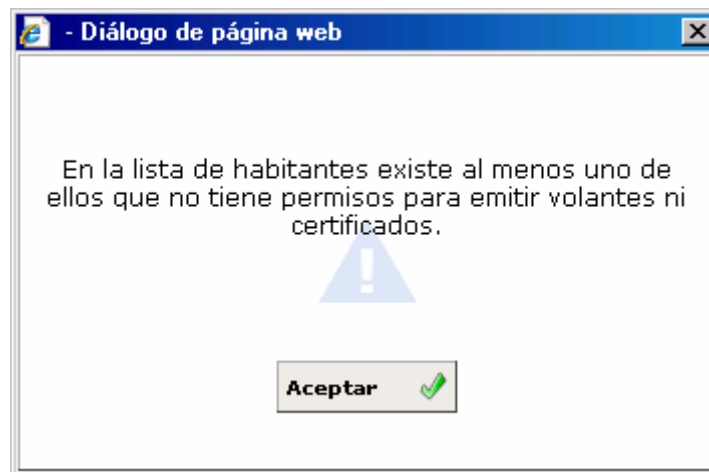 - Diálogo de página web
En la lista de habitantes existe al menos uno de
ellos que no tiene permisos para emitir volantes ni
certificados.
Aceptar